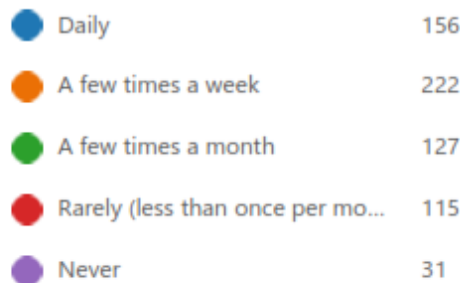 Daily 156
A few times a week 222
A few times a month 127
Rarely (less than once per mo... 115
Never 31